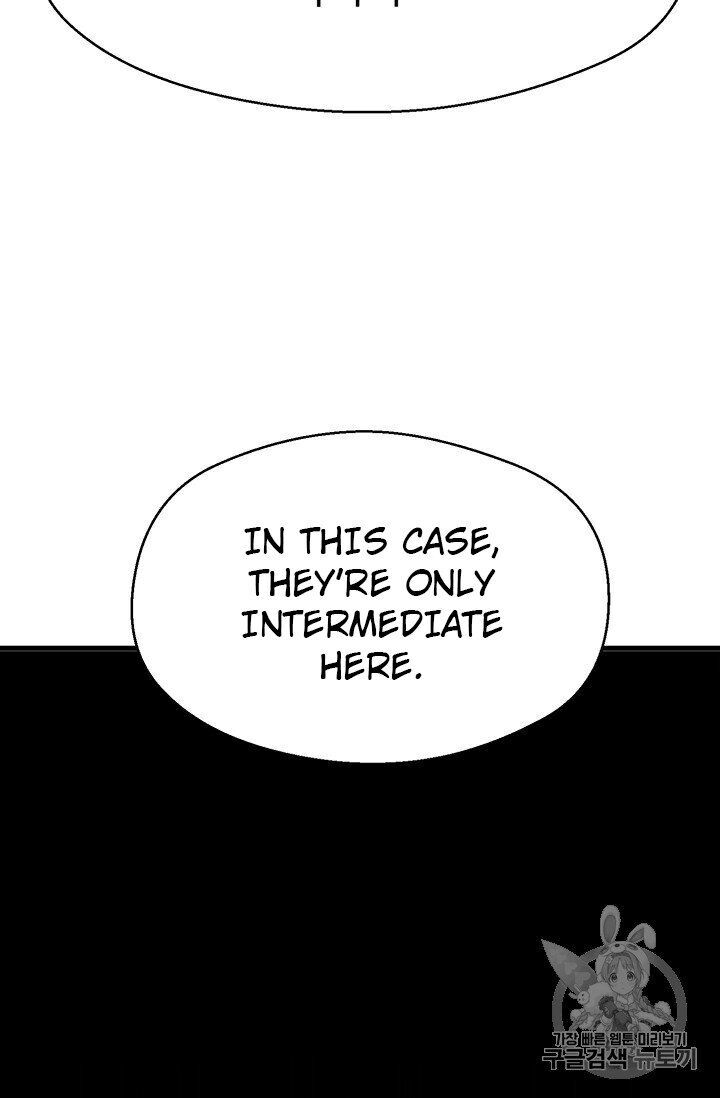 IN THIS CASE,
THEY'RE ONLY
INTERMEDIATE
HERE.
가장 빠른 웹툰 미리보기
구글검색 뉴토끼